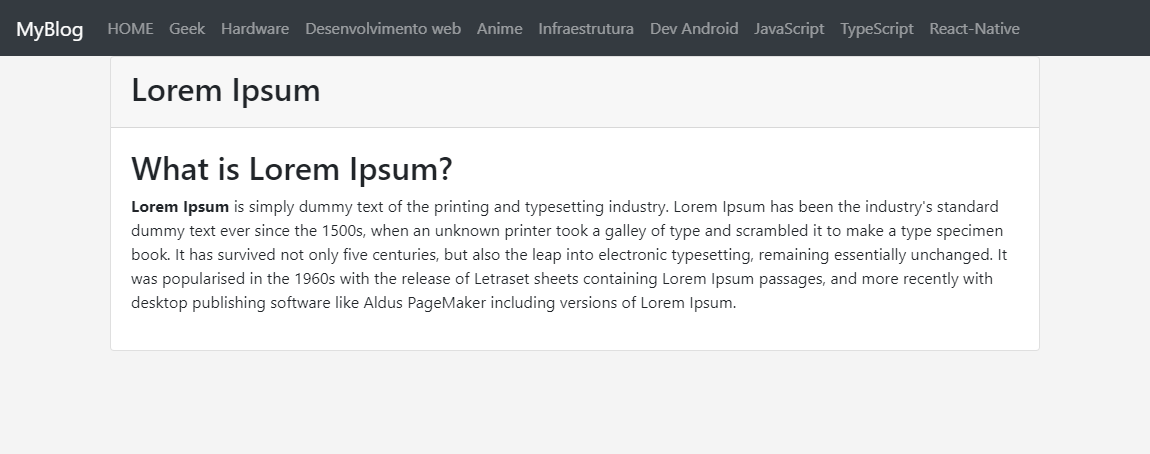 MyBlog HOME Geek Hardware Desenvolvimento web Anime Infraestrutura Dev Android JavaScript TypeScript React-Native
Lorem Ipsum
What is Lorem Ipsum?
Lorem Ipsum is simply dummy text of the printing and typesetting industry. Lorem Ipsum has been the industry's standard
dummy text ever since the 1500s, when an unknown printer took a galley of type and scrambled it to make a type specimen
book. It has survived not only five centuries, but also the leap into electronic typesetting, remaining essentially unchanged. It
was popularised in the 1960s with the release of Letraset sheets containing Lorem Ipsum passages, and more recently with
desktop publishing software like Aldus PageMaker including versions of Lorem Ipsum.